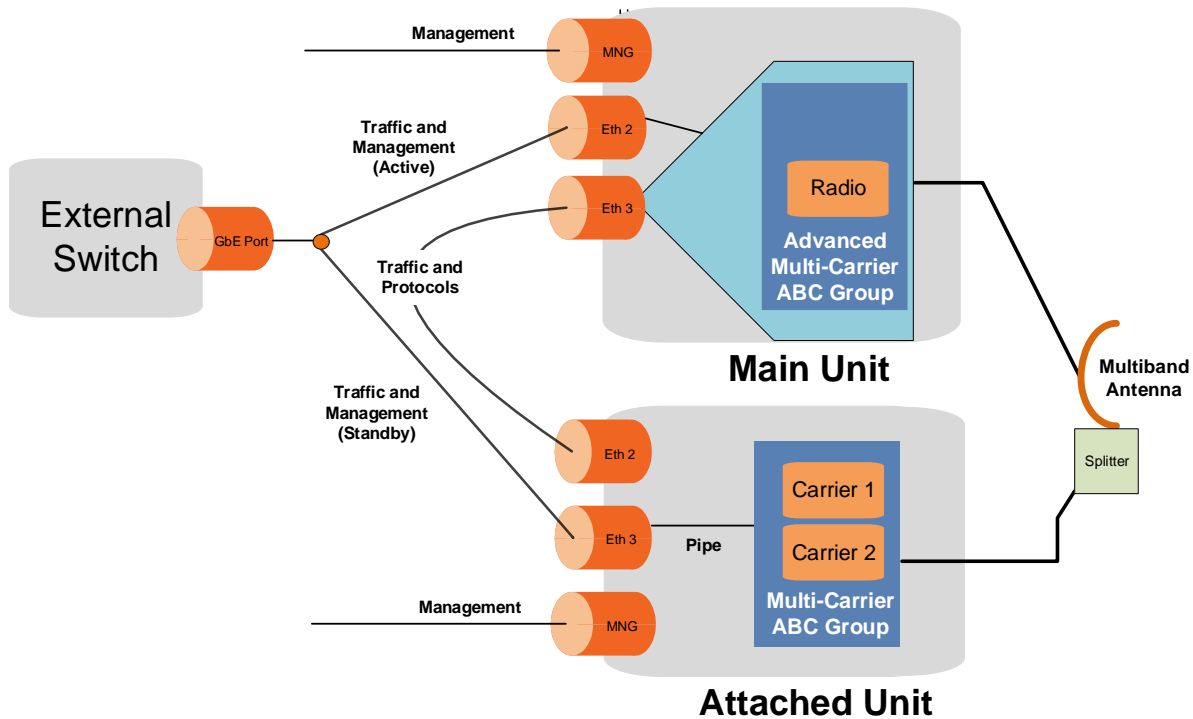 Management
MNG
Eth 2
Traffic and
Management
(Active)
Eth 3
Radio
External
Switch
GbE Port
Advanced
Multi-Carrier
ABC Group
Traffic and
Protocols
Main Unit
Multiband
Antenna
Traffic and
Management
(Standby)
Eth 2
Splitter
Carrier 1
Eth 3
Pipe
Carrier 2
Multi-Carrier
ABC Group
Management
MNG
Attached Unit